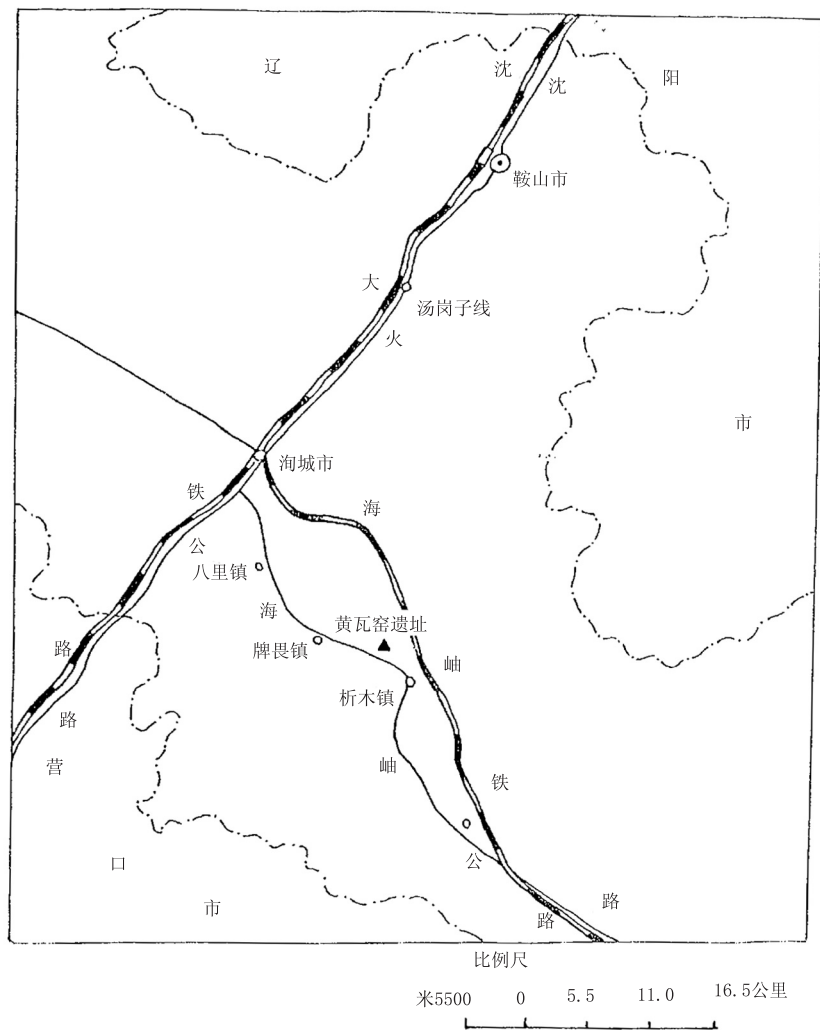 辽
沈
沈
阳
鞍山市
大
汤岗子线
火
市
洵城市
铁
海
公
八里镇
海
黄瓦窑遗址
牌畏镇
路
岫
析木镇
路
营
岫
铁
口
公
市
路
路
比例尺
米5500 0 5.5 11.0 16.5公里